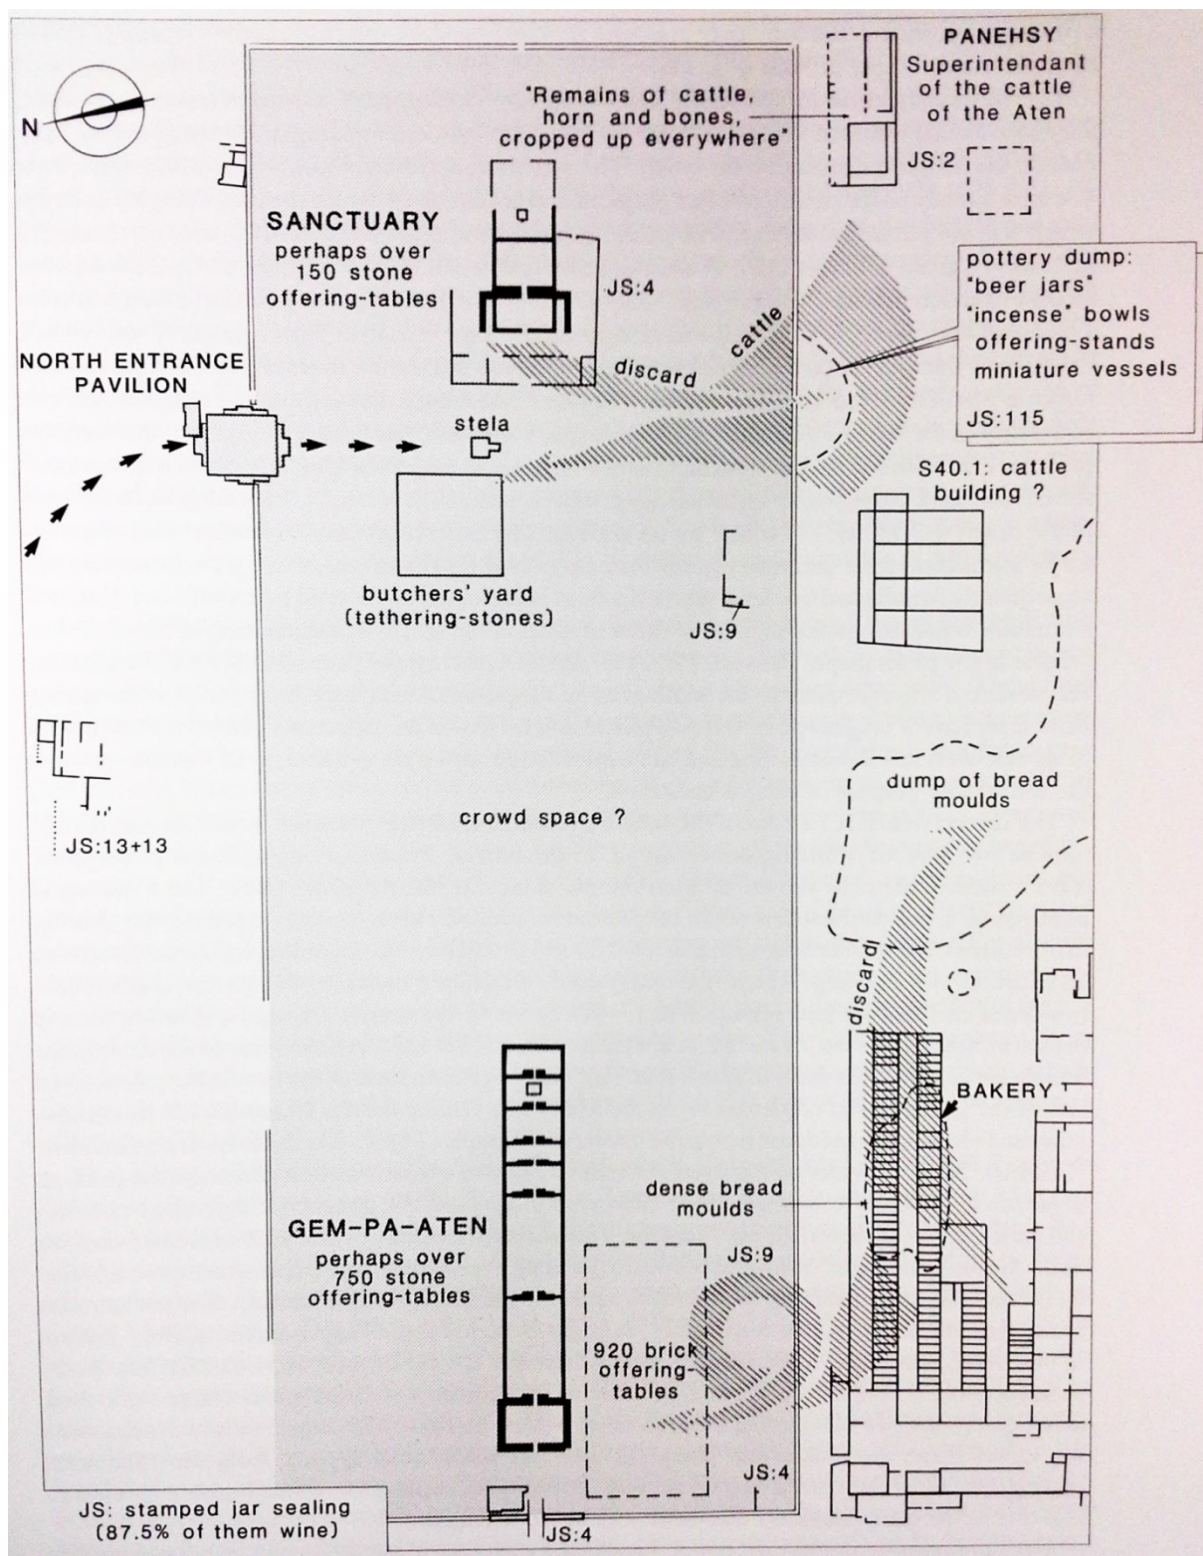 PANEHSY
Superintendant
of the cattle
of the Aten
"Remains of cattle,
horn and bones,
cropped up everywhere"
JS:2
N
SANCTUARY
perhaps over
150 stone
offering-tables
JS:4
pottery dump:
"beer jars"
"incense" bowls
offering-stands
miniature vessels
JS:115
cattle
discard
NORTH ENTRANCE
PAVILION
stela
S40.1: cattle
building ?
butchers' yard
(tethering-stones)
JS:9
JS:13+13
crowd space ?
dump of bread
moulds
discard
BAKERY
dense bread
moulds
GEM-PA-ATEN
perhaps over
750 stone
offering-tables
JS:9
920 brick
offering-
tables
JS:4
JS:4
JS: stamped jar sealing
(87.5% of them wine)